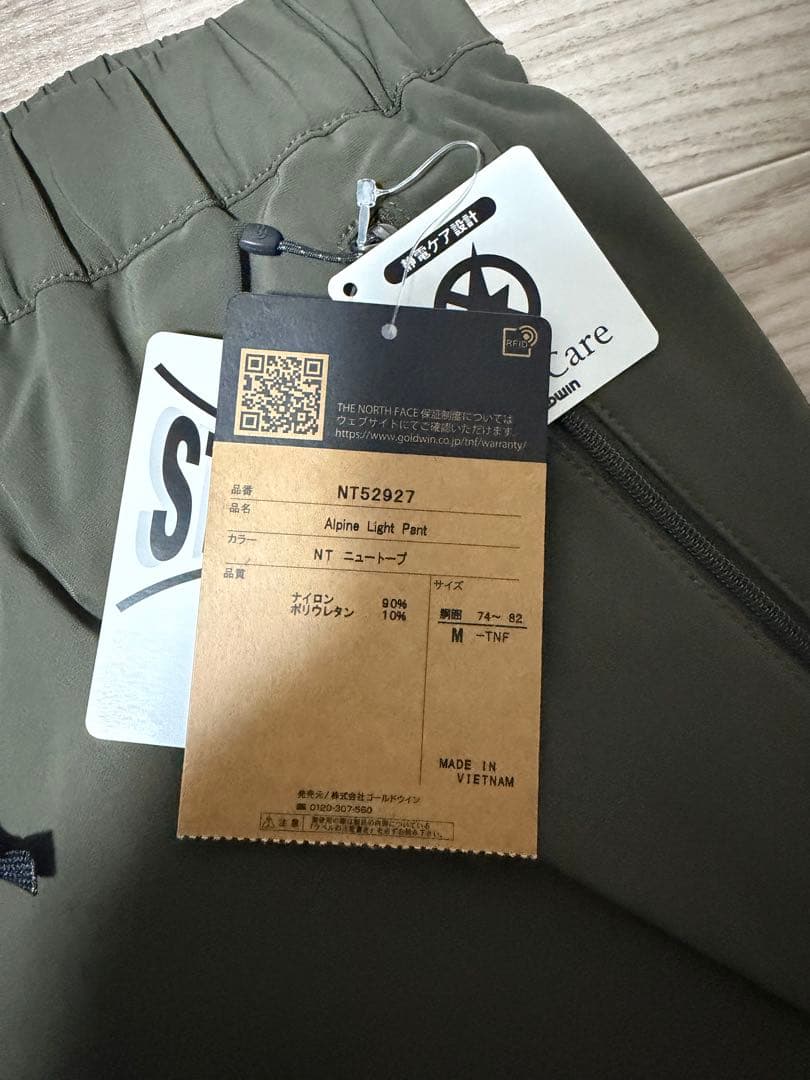 静電ケア設計
Care
dwin
RFID
THE NORTH FACE 保証制度については
ウェブサイトにてご確認いただけます。
https://www.goldwin.co.jp/tnf/warranty/
品番 NT52927
品名 Alpine Light Pant
カラー NT ニュートープ
品質
ナイロン 90%
ポリウレタン 10%
サイズ
胴囲 74～ 82
M -TNF
MADE IN
VIETNAM
発売元/株式会社ゴールドウイン
0120-307-560
注意